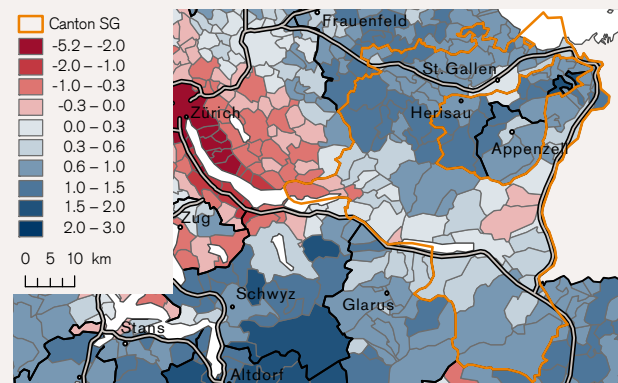 Canton SG
-5.2 – -2.0
-2.0 – -1.0
-1.0 – -0.3
-0.3 – 0.0
0.0 – 0.3
0.3 – 0.6
0.6 – 1.0
1.0 – 1.5
1.5 – 2.0
2.0 – 3.0
0 5 10 km
Frauenfeld
St.Gallen
Zürich
Herisau
Appenzell
Zug
Schwyz
Glarus
Stans
Altdorf